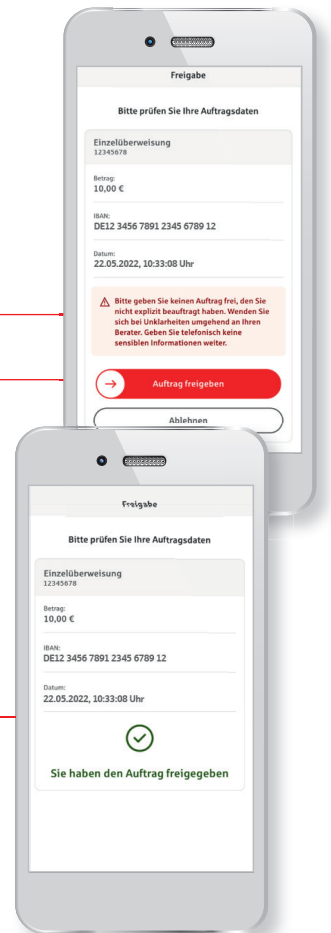 Freigabe
Bitte prüfen Sie Ihre Auftragsdaten
Einzelüberweisung
12345678
Betrag:
10,00 €
IBAN:
DE12 3456 7891 2345 6789 12
Datum:
22.05.2022, 10:33:08 Uhr
Bitte geben Sie keinen Auftrag frei, den Sie
nicht explizit beauftragt haben. Wenden Sie
sich bei Unklarheiten umgehend an Ihren
Berater. Geben Sie telefonisch keine
sensiblen Informationen weiter.
Auftrag freigeben
Ablehnen
Freigabe
Bitte prüfen Sie Ihre Auftragsdaten
Einzelüberweisung
12345678
Betrag:
10,00 €
IBAN:
DE12 3456 7891 2345 6789 12
Datum:
22.05.2022, 10:33:08 Uhr
Sie haben den Auftrag freigegeben